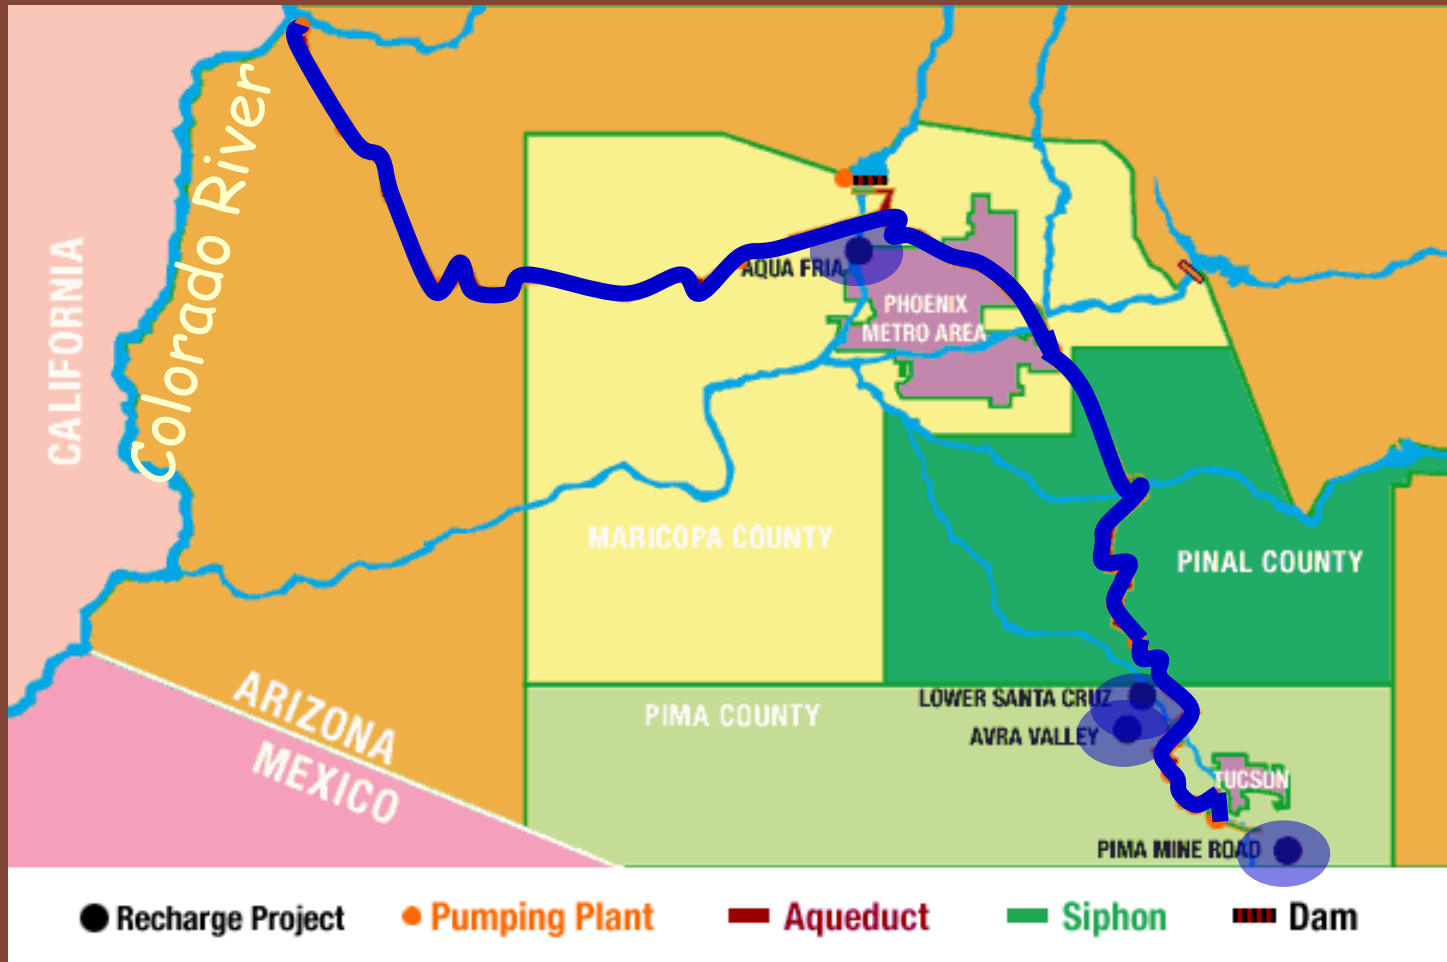 Colorado River
CALIFORNIA
AQUA FRIA
PHOENIX
METRO AREA
MARICOPA COUNTY
PINAL COUNTY
ARIZONA
MEXICO
LOWER SANTA CRUZ
PIMA COUNTY
AVRA VALLEY
TUCSON
PIMA MINE ROAD
Recharge Project
Pumping Plant
Aqueduct
Siphon
Dam